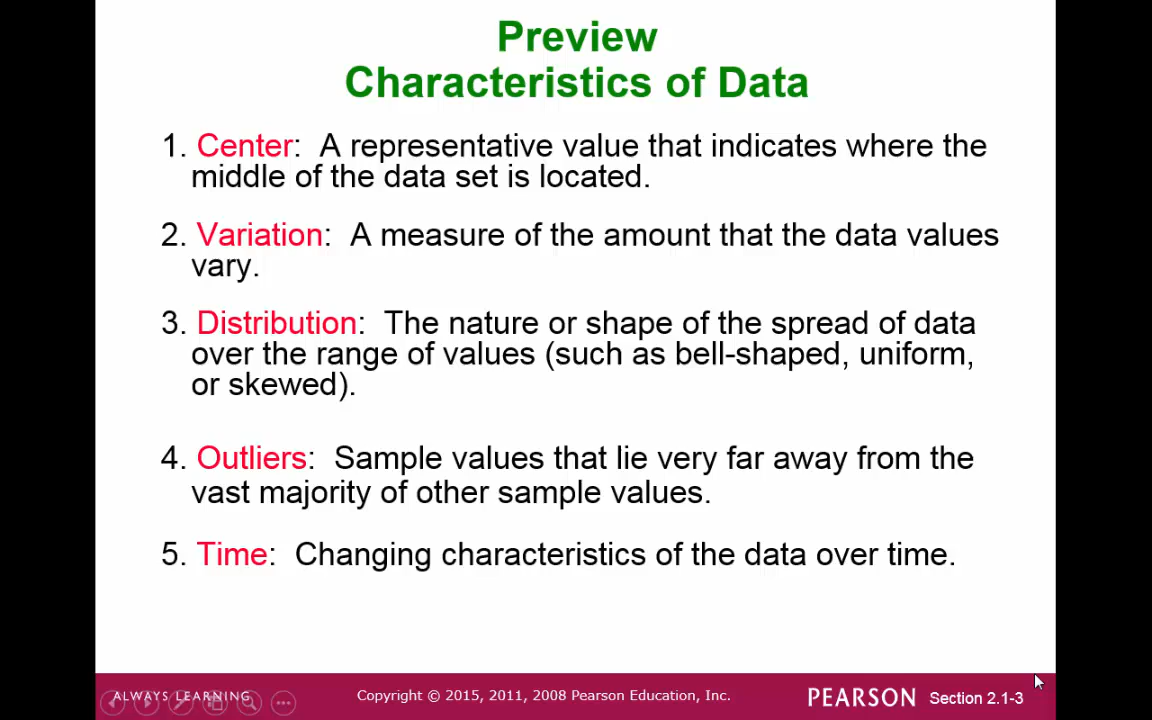 Preview
Characteristics of Data
1. Center: A representative value that indicates where the
middle of the data set is located.
2. Variation: A measure of the amount that the data values
vary.
3. Distribution: The nature or shape of the spread of data
over the range of values (such as bell-shaped, uniform,
or skewed).
4. Outliers: Sample values that lie very far away from the
vast majority of other sample values.
5. Time: Changing characteristics of the data over time.
ALWAYS LEARNING
Copyright © 2015, 2011, 2008 Pearson Education, Inc.
PEARSON
Section 2.1-3